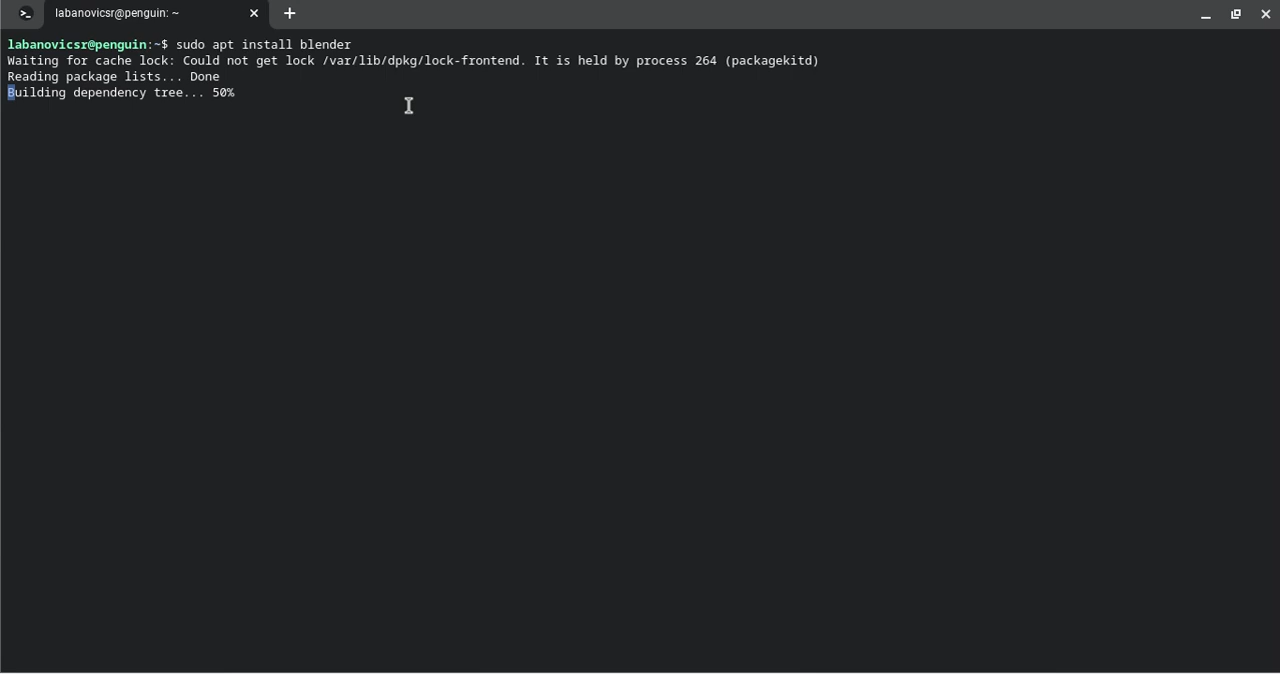 labanovicsr@penguin: ~
labanovicsr@penguin:~$ sudo apt install blender
Waiting for cache lock: Could not get lock /var/lib/dpkg/lock-frontend. It is held by process 264 (packagekitd)
Reading package lists... Done
Building dependency tree... 50%